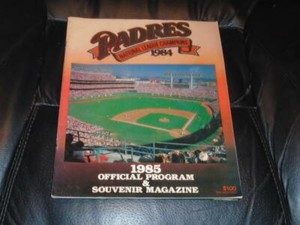 PADRES
NATIONAL LEAGUE CHAMPIONS
1984
1985
OFFICIAL PROGRAM
&
SOUVENIR MAGAZINE